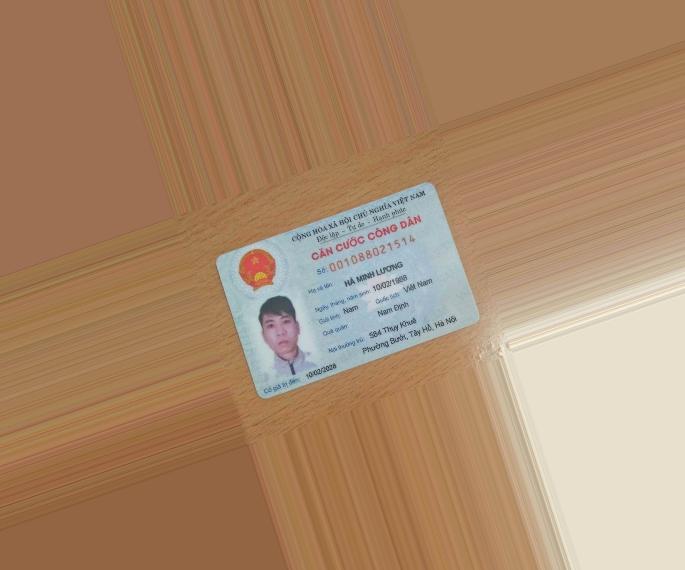 CỘNG HÒA XÃ HỘI CHỦ NGHĨA VIỆT NAM
Độc lập - Tự do - Hạnh phúc
CĂN CƯỚC CÔNG DÂN
Số: 001088021514
Họ và tên: HÀ MINH LƯƠNG
Ngày, tháng, năm sinh: 10/02/1988
Giới tính: Nam Quốc tịch: Việt Nam
Quê quán: Nam Định
Nơi thường trú: 584 Thụy Khuê
Phường Bưởi, Tây Hồ, Hà Nội
Có giá trị đến: 10/02/2028